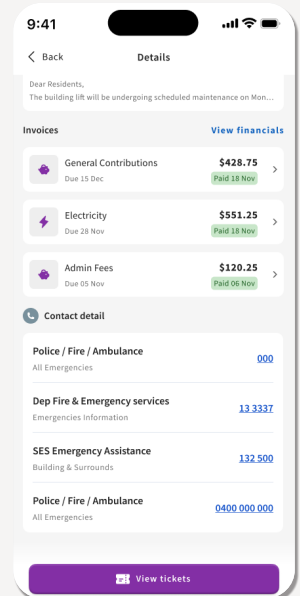 9:41
Back
Details
Dear Residents,
The building lift will be undergoing scheduled maintenance on Mon...
Invoices
View financials
General Contributions
$428.75
Due 15 Dec
Paid 18 Nov
Electricity
$551.25
Due 28 Nov
Paid 18 Nov
Admin Fees
$120.25
Due 05 Nov
Paid 06 Nov
Contact detail
Police / Fire / Ambulance
000
All Emergencies
Dep Fire & Emergency services
13 3337
Emergencies Information
SES Emergency Assistance
132 500
Building & Surrounds
Police / Fire / Ambulance
0400 000 000
All Emergencies
View tickets